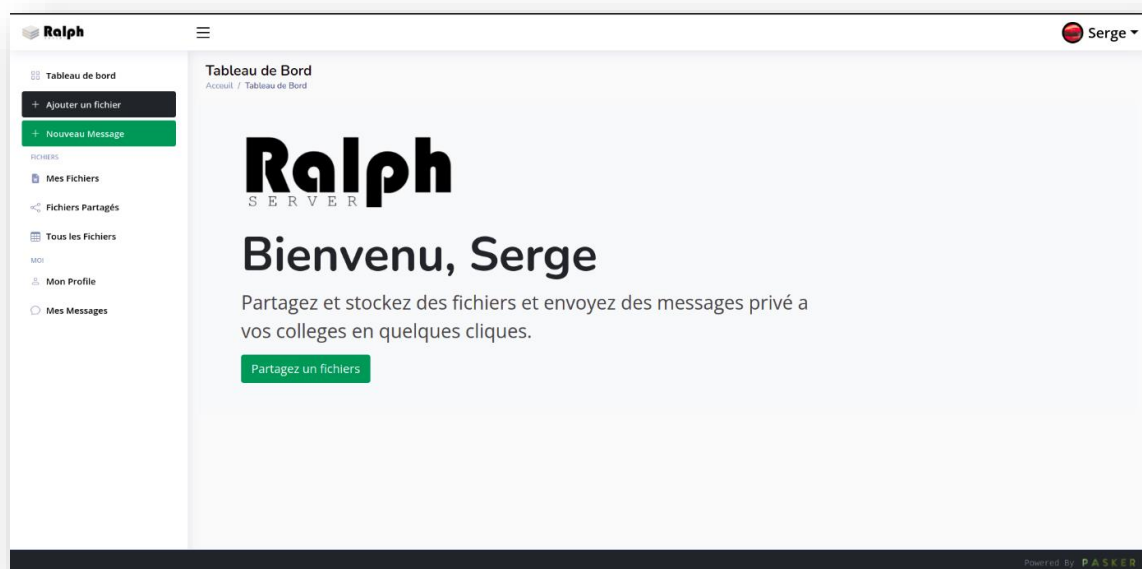 Ralph
Serge
Tableau de bord
+ Ajouter un fichier
+ Nouveau Message
FICHIERS
Mes Fichiers
Fichiers Partagés
Tous les Fichiers
MOI
Mon Profile
Mes Messages
Tableau de Bord
Acceuil / Tableau de Bord
Ralph
SERVER
Bienvenu, Serge
Partagez et stockez des fichiers et envoyez des messages privé a
vos colleges en quelques cliques.
Partagez un fichiers
Powered By PASKER